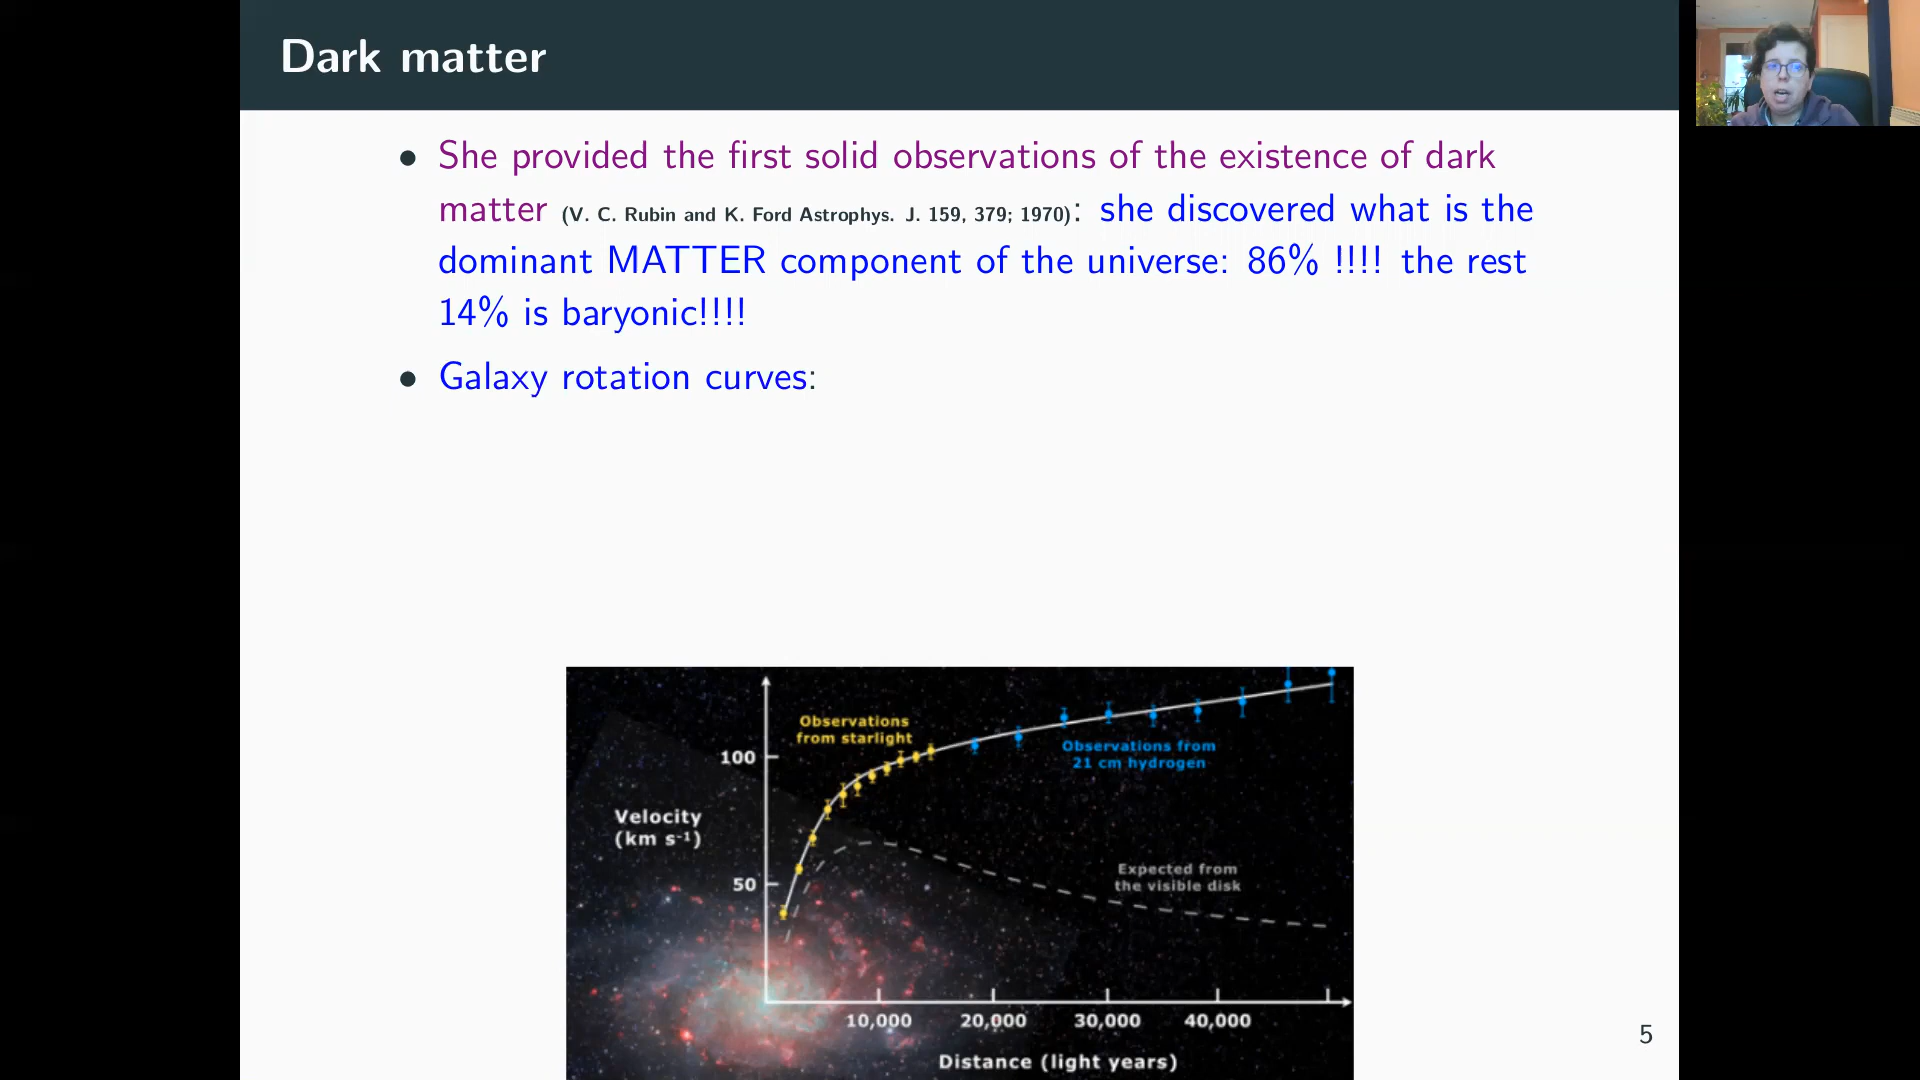 Dark matter
• She provided the first solid observations of the existence of dark
matter (V. C. Rubin and K. Ford Astrophys. J. 159, 379; 1970): she discovered what is the
dominant MATTER component of the universe: 86% !!!! the rest
14% is baryonic!!!!
• Galaxy rotation curves:
Observations
from starlight
Observations from
21 cm hydrogen
100
Velocity
(km s⁻¹)
50
Expected from
the visible disk
10,000 20,000 30,000 40,000
Distance (light years)
5